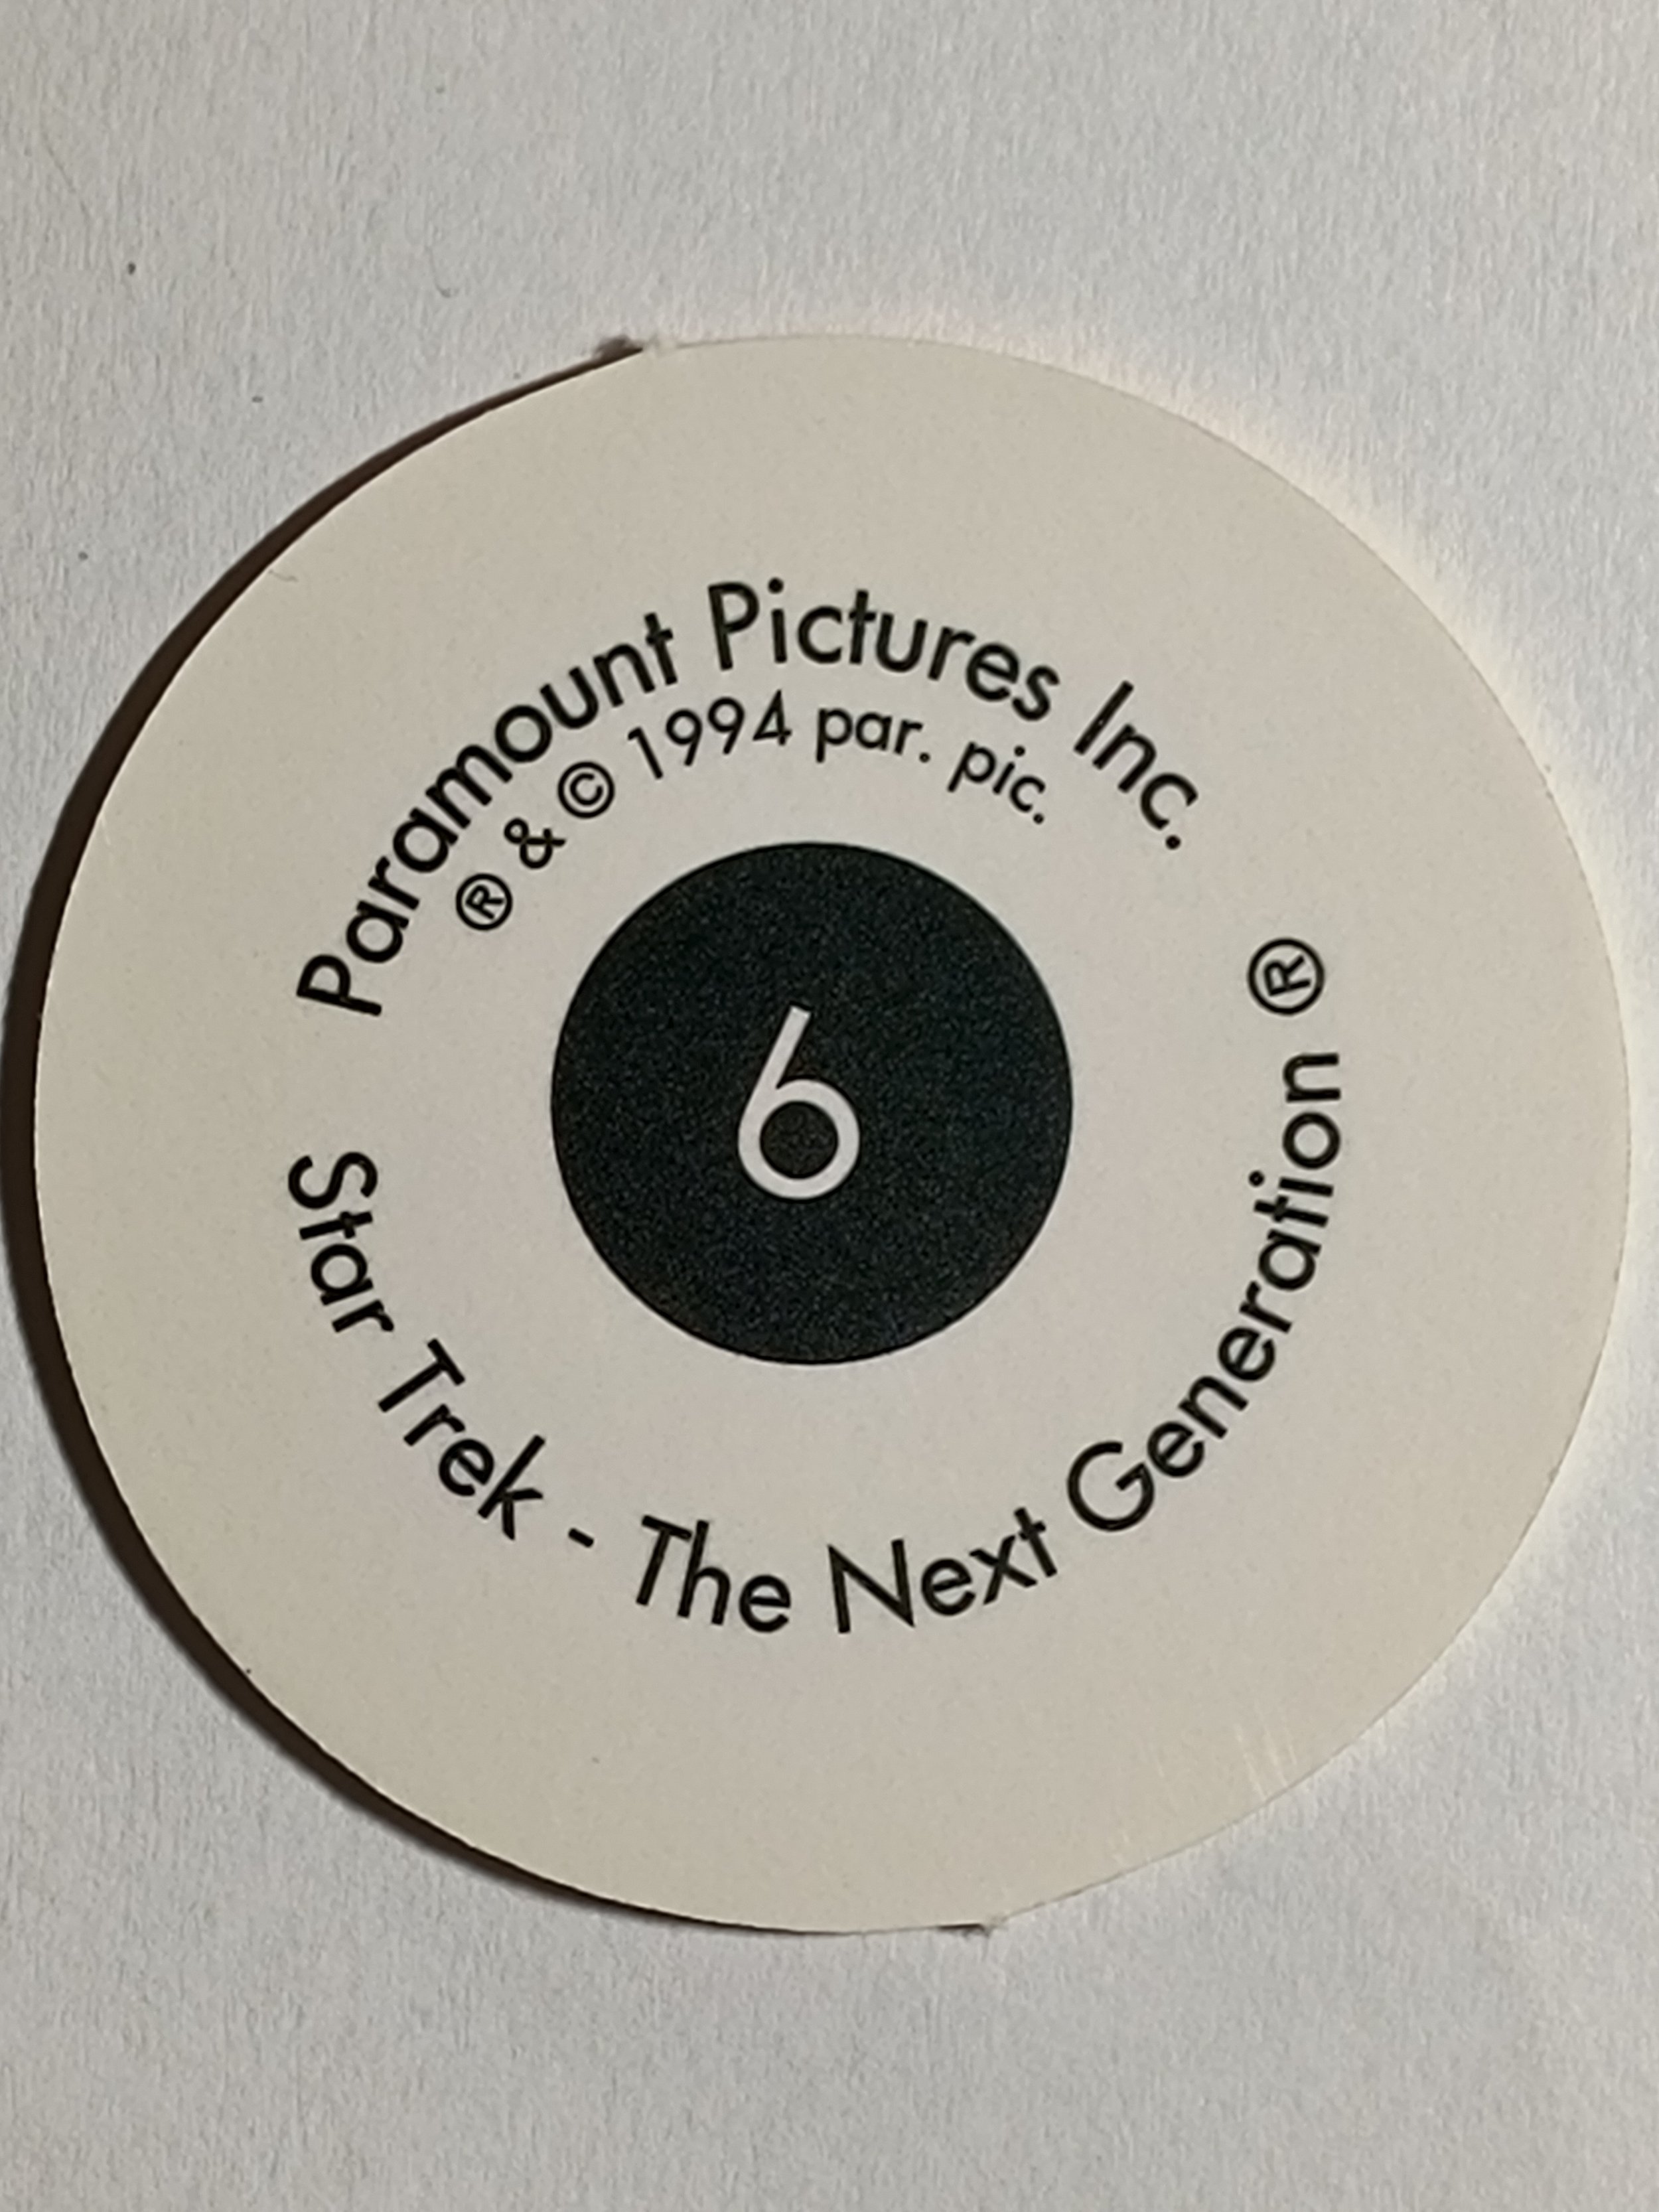 Paramount Pictures Inc.
® & © 1994 par. pic.
6
Star Trek - The Next Generation ®